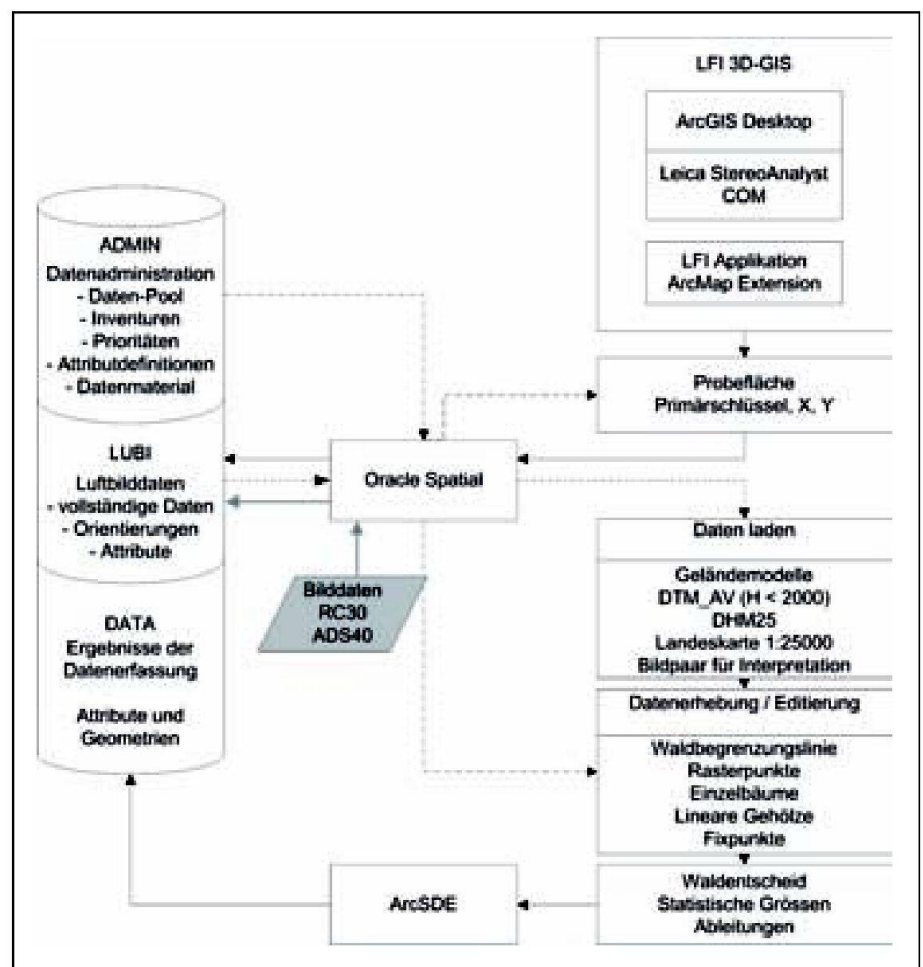 LFI 3D-GIS
ArcGIS Desktop
Leica StereoAnalyst
COM
LFI Applikation
ArcMap Extension
ADMIN
Datenadministration
- Daten-Pool
- Inventuren
- Prioritäten
- Attributdefinitionen
- Datenmaterial
LUBI
Luftbilddaten
- vollständige Daten
- Orientierungen
- Attribute
DATA
Ergebnisse der
Datenerfassung
Attribute und
Geometrien
Oracle Spatial
Bilddaten
RC30
ADS40
Probefläche
Primärschlüssel, X, Y
Daten laden
Geländemodelle
DTM_AV (H < 2000)
DHM25
Landeskarte 1:25000
Bildpaar für Interpretation
Datenerhebung / Editierung
Waldbegrenzungslinie
Rasterpunkte
Einzelbäume
Lineare Gehölze
Fixpunkte
Waldentscheid
Statistische Grössen
Ableitungen
ArcSDE